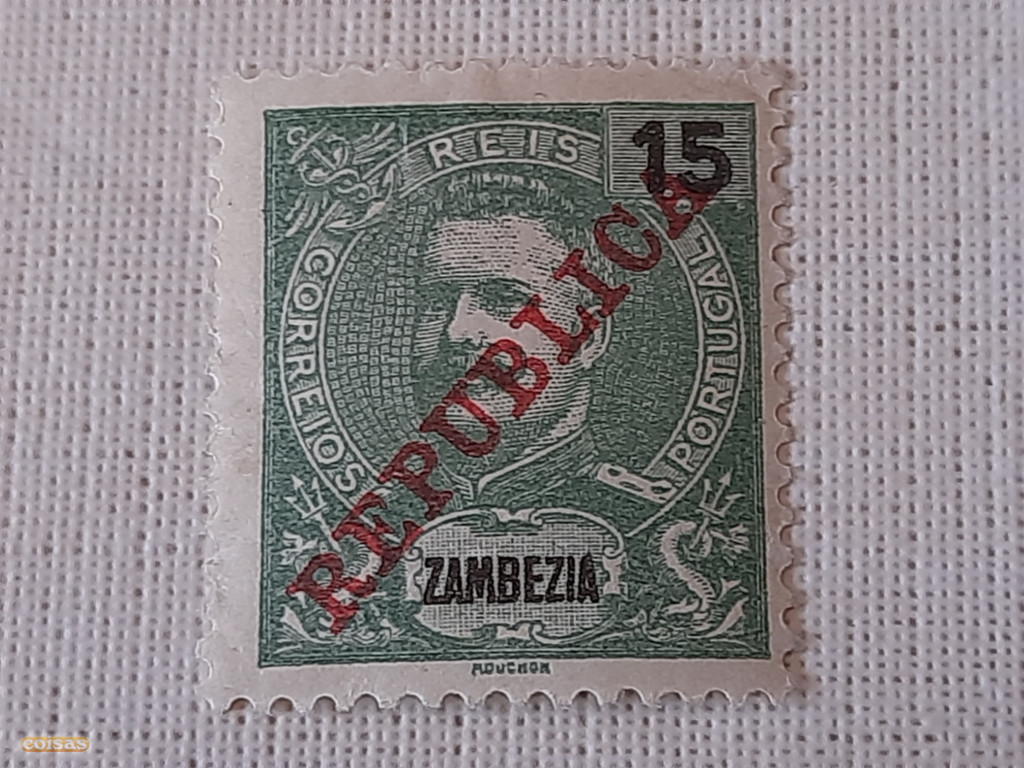 REIS
15
CORREIOS
PORTUGAL
REPUBLICA
ZAMBEZIA
MOUCHON
coisas